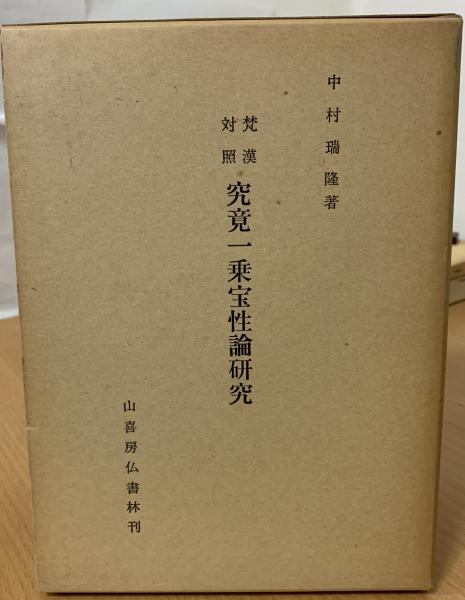 中村瑞隆著
梵漢
対照
究竟一乗宝性論研究
山喜房仏書林刊